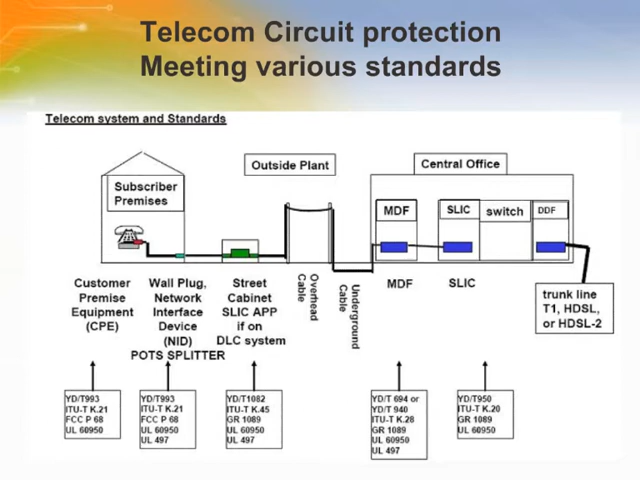 Telecom Circuit protection
Meeting various standards
Telecom system and Standards
Subscriber
Premises
Outside Plant
Central Office
MDF
SLIC
switch
DDF
Customer
Premise
Equipment
(CPE)
Wall Plug,
Network
Interface
Device
(NID)
POTS SPLITTER
Street
Cabinet
SLIC APP
if on
DLC system
Overhead
Cable
Underground
Cable
MDF
SLIC
trunk line
T1, HDSL,
or HDSL-2
YD/T993
ITU-T K.21
FCC P 68
UL 60950
YD/T993
ITU-T K.21
FCC P 68
UL 60950
UL 497
YD/T1082
ITU-T K.45
GR 1089
UL 60950
UL 497
YD/T 694 or
YD/T 940
ITU-T K.28
GR 1089
UL 60950
UL 497
YD/T950
ITU-T K.20
GR 1089
UL 60950